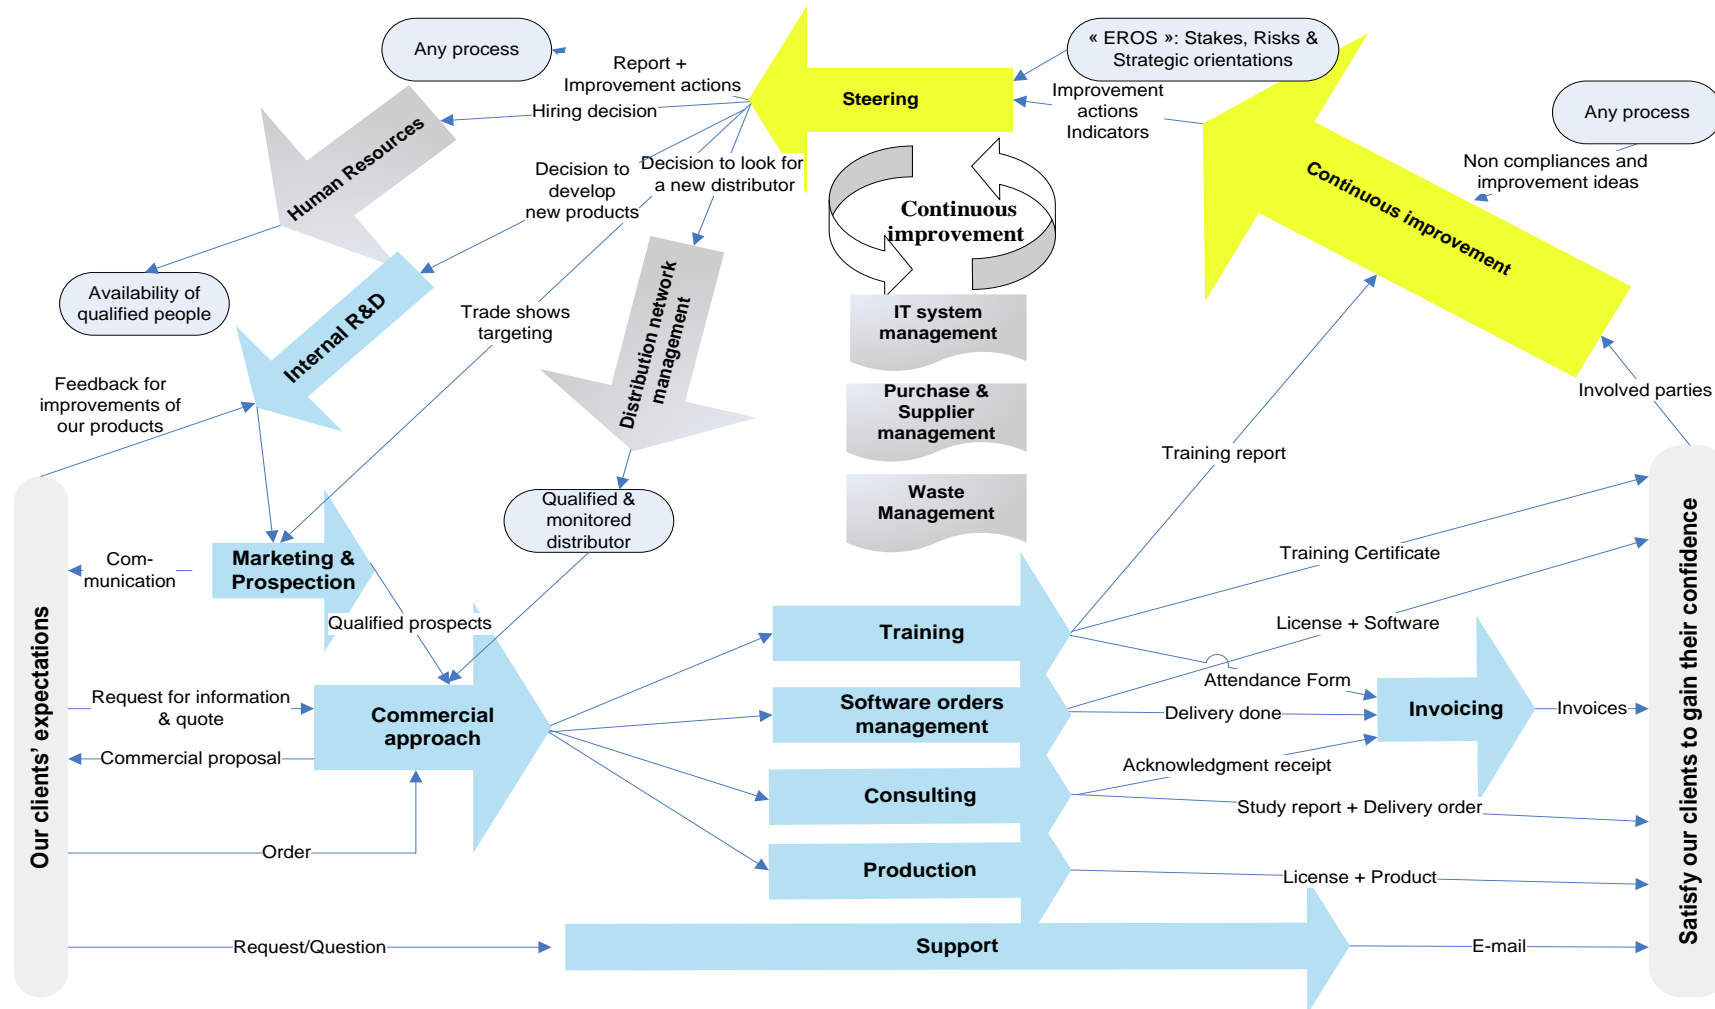 Any process
« EROS »: Stakes, Risks &
Strategic orientations
Report +
Improvement actions
Steering
Improvement
actions
Indicators
Any process
Hiring decision
Human Resources
Decision to
develop
new products
Decision to look for
a new distributor
Continuous
improvement
Continuous improvement
Non compliances and
improvement ideas
Availability of
qualified people
Internal R&D
Trade shows
targeting
Distribution network
management
IT system
management
Purchase &
Supplier
management
Waste
Management
Feedback for
improvements of
our products
Involved parties
Training report
Qualified &
monitored
distributor
Our clients’ expectations
Com-
munication
Marketing &
Prospection
Qualified prospects
Training Certificate
License + Software
Training
Attendance Form
Request for information
& quote
Commercial
approach
Commercial proposal
Software orders
management
Delivery done
Invoicing
Invoices
Acknowledgment receipt
Consulting
Study report + Delivery order
Order
Production
License + Product
Request/Question
Support
E-mail
Satisfy our clients to gain their confidence